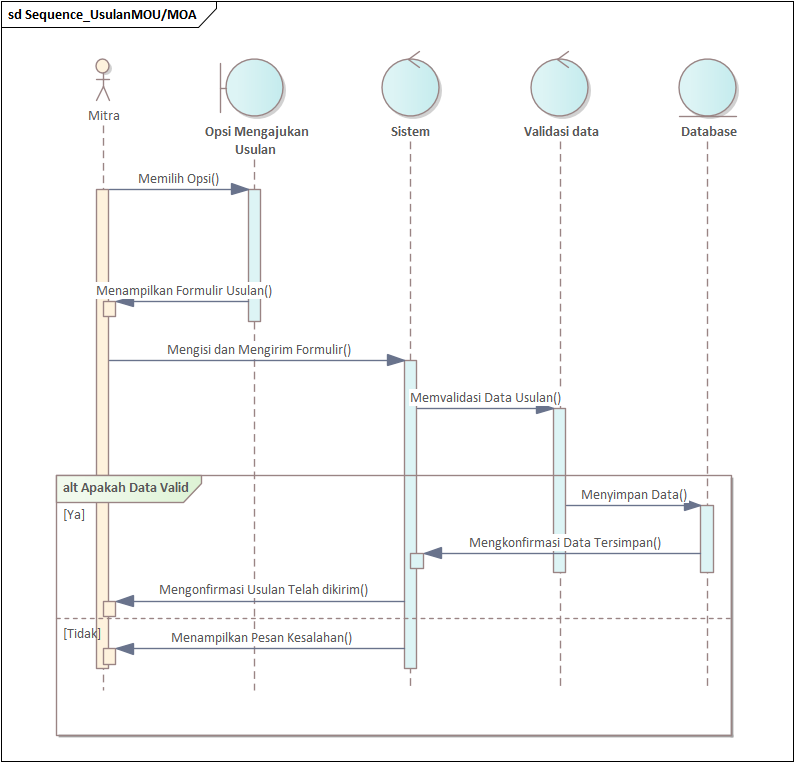 sd Sequence_UsulanMOU/MOA
Mitra
Opsi Mengajukan
Usulan
Sistem
Validasi data
Database
Memilih Opsi()
Menampilkan Formulir Usulan()
Mengisi dan Mengirim Formulir()
Memvalidasi Data Usulan()
alt Apakah Data Valid
[Ya]
Menyimpan Data()
Mengkonfirmasi Data Tersimpan()
Mengonfirmasi Usulan Telah dikirim()
[Tidak]
Menampilkan Pesan Kesalahan()